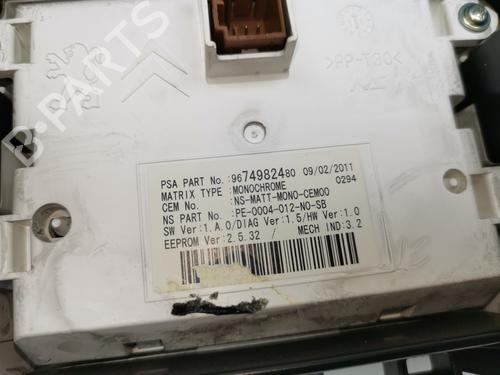 >PP-T30<
PSA PART No.:9674982480 09/02/2011
MATRIX TYPE :MONOCHROME 0294
CEM No. :NS-MATT-MONO-CEM00
NS PART No. :PE-0004-012-NO-SB
SW Ver:1.A.0/DIAG Ver:1.5/HW Ver:1.0
EEPROM Ver:2.5.32 / MECH IND:3.2